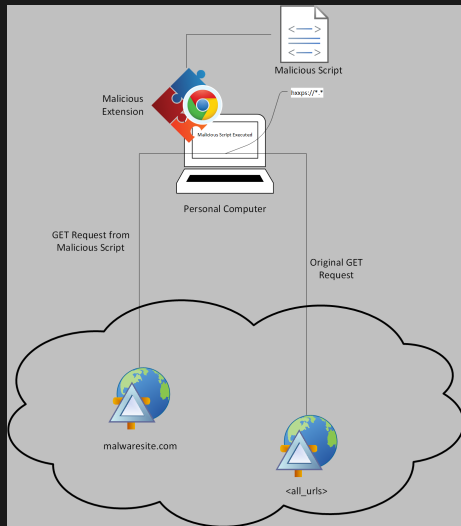 Malicious Script
hxxps://*.*
Malicious
Extension
Malicious Script Executed
Personal Computer
GET Request from
Malicious Script
Original GET
Request
malwaresite.com
<all_urls>